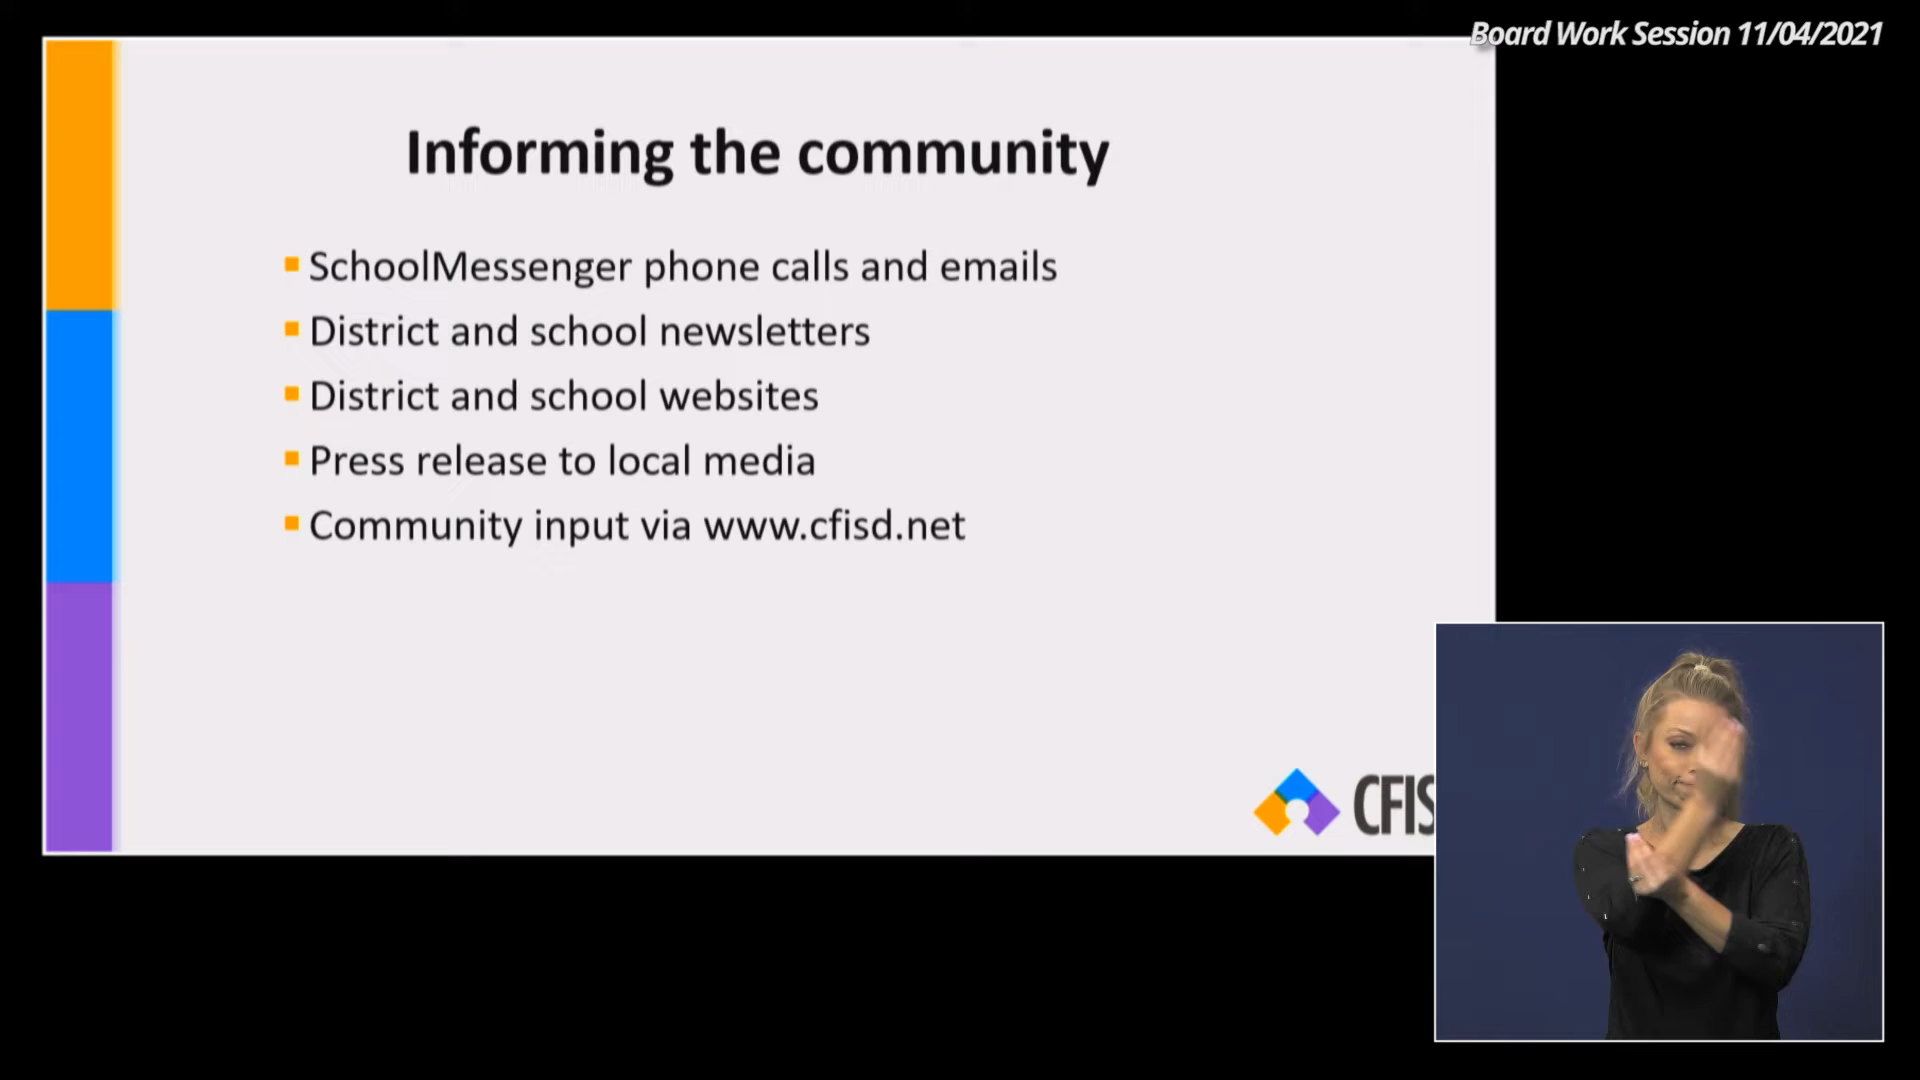 Board Work Session 11/04/2021
Informing the community
SchoolMessenger phone calls and emails
District and school newsletters
District and school websites
Press release to local media
Community input via www.cfisd.net
CFIS